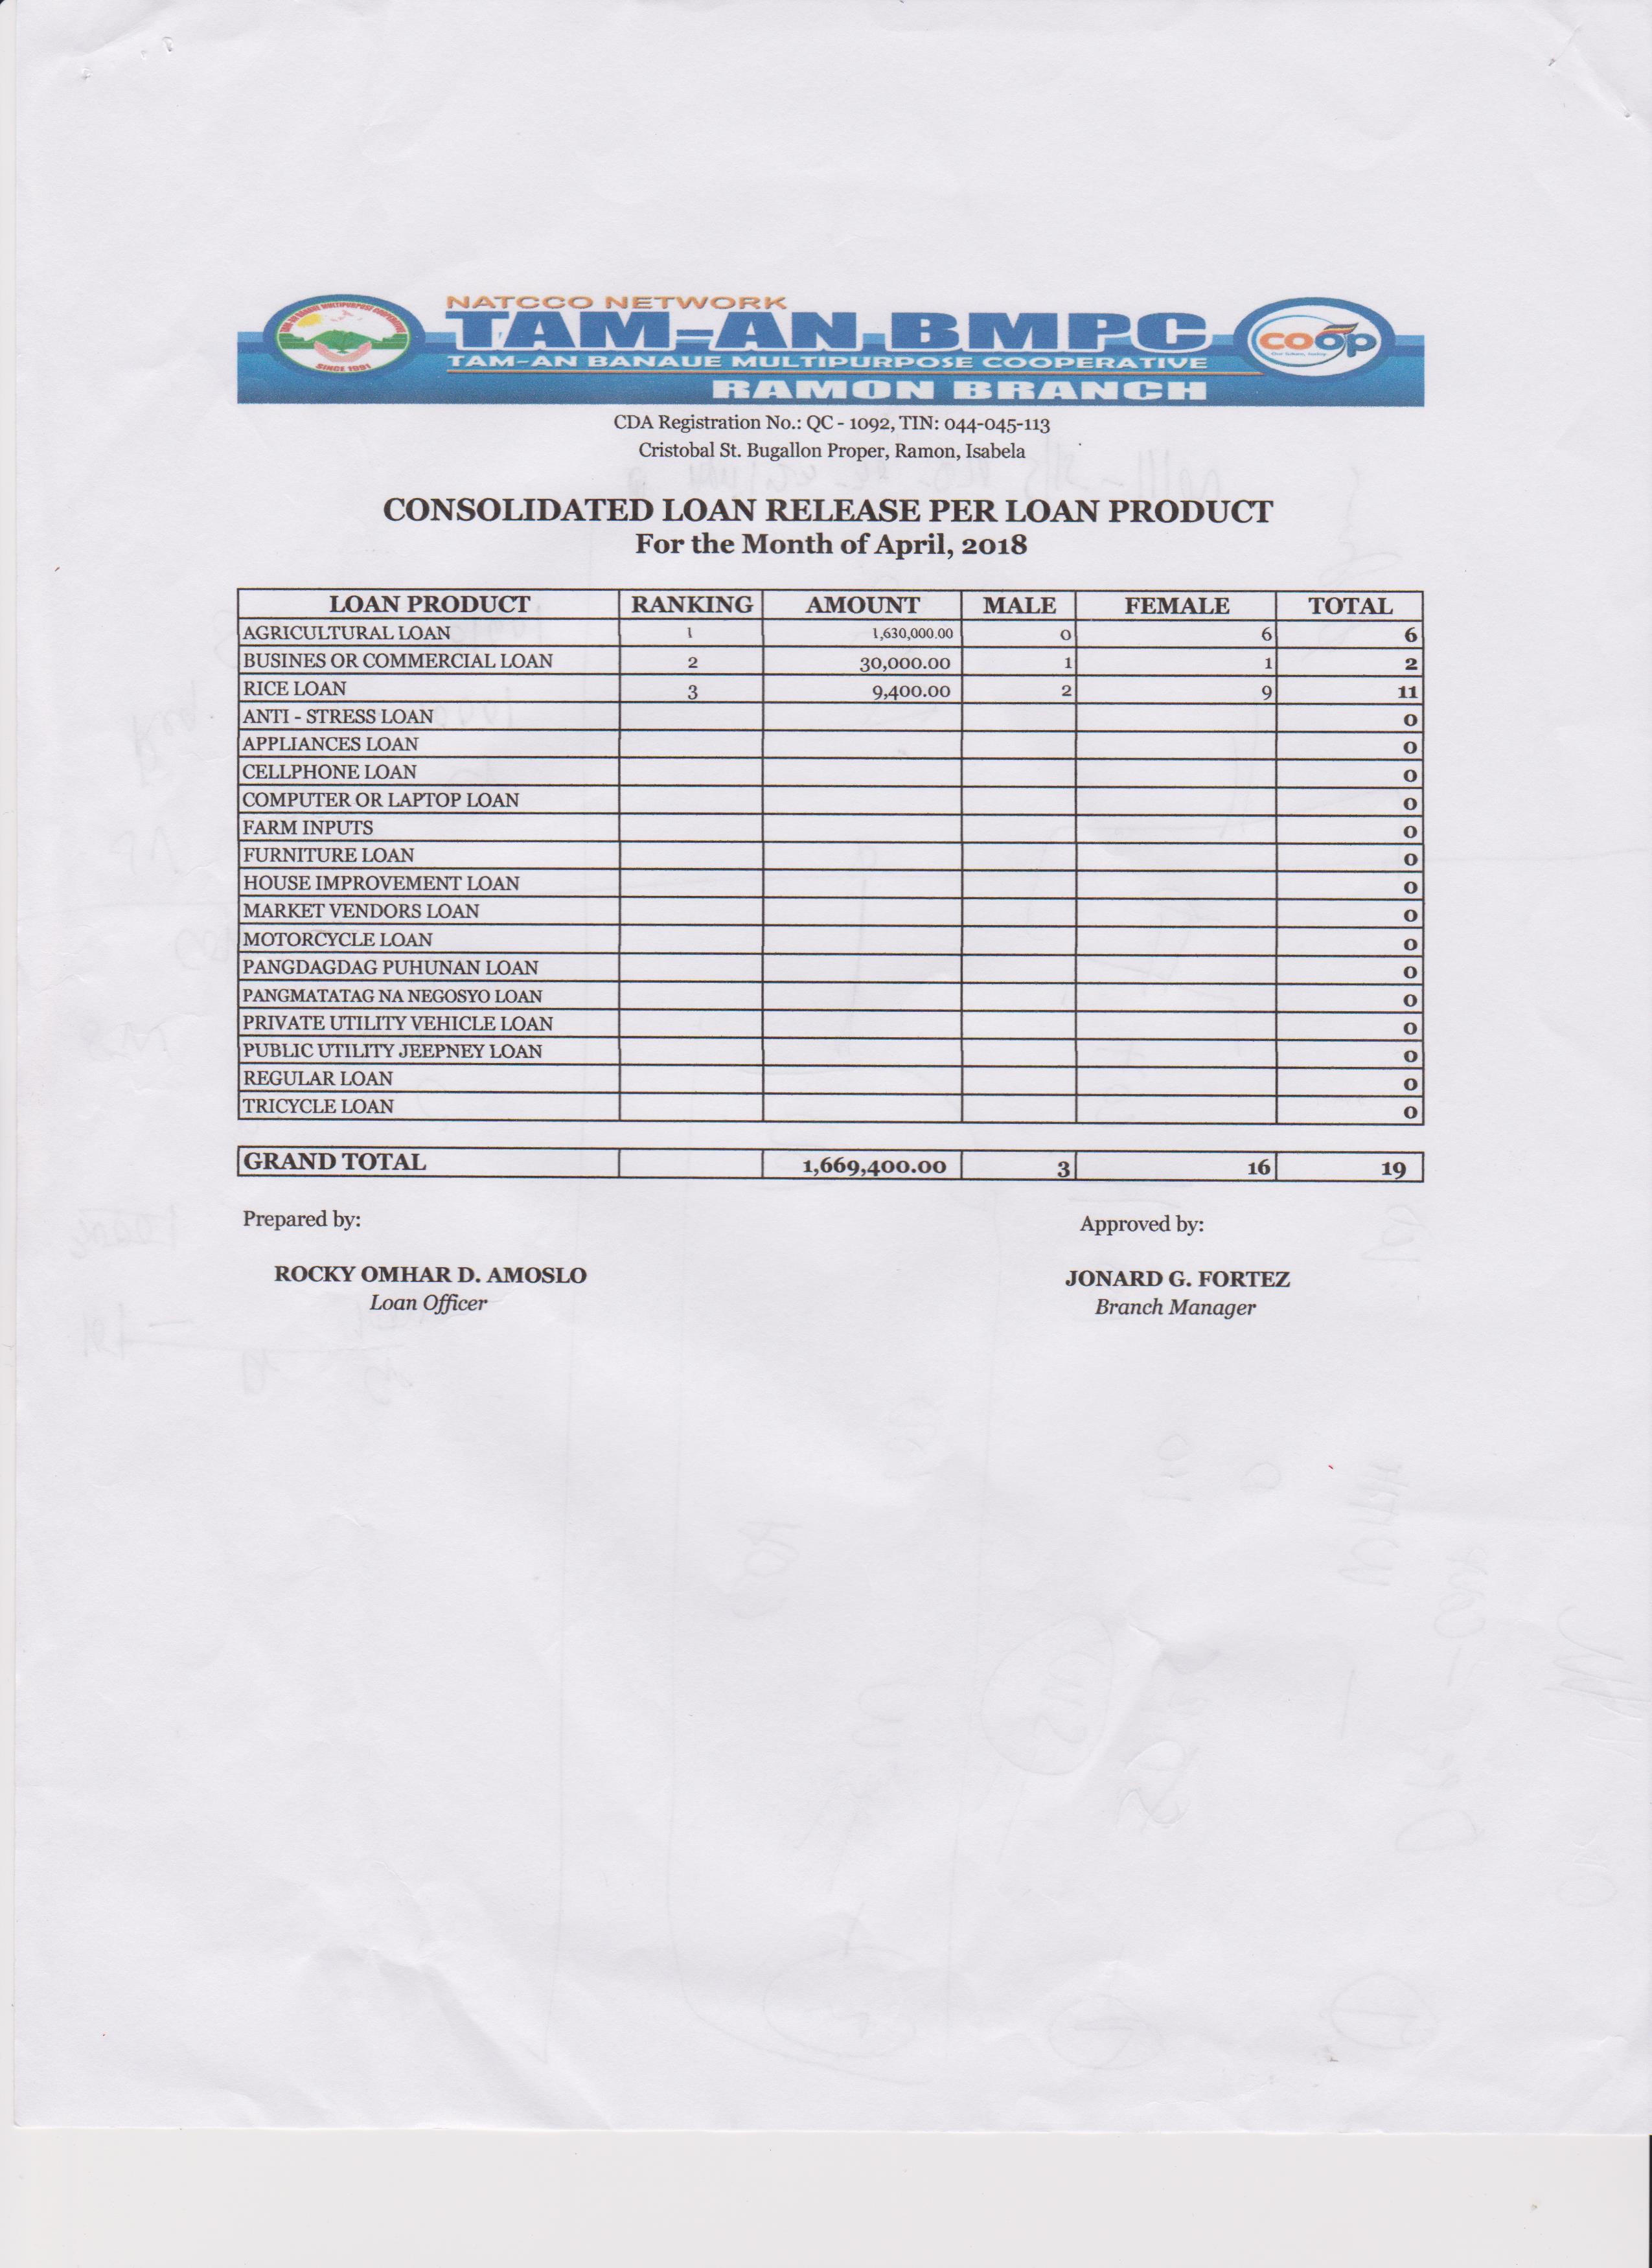 NATCCO NETWORK
TAM-AN BMPC
TAM-AN BANAUE MULTIPURPOSE COOPERATIVE
RAMON BRANCH
SINCE 1991
coop
CDA Registration No.: QC - 1092, TIN: 044-045-113
Cristobal St. Bugallon Proper, Ramon, Isabela
CONSOLIDATED LOAN RELEASE PER LOAN PRODUCT
For the Month of April, 2018
LOAN PRODUCT RANKING AMOUNT MALE FEMALE TOTAL
AGRICULTURAL LOAN 1 1,630,000.00 0 6 6
BUSINES OR COMMERCIAL LOAN 2 30,000.00 1 1 2
RICE LOAN 3 9,400.00 2 9 11
ANTI - STRESS LOAN 0
APPLIANCES LOAN 0
CELLPHONE LOAN 0
COMPUTER OR LAPTOP LOAN 0
FARM INPUTS 0
FURNITURE LOAN 0
HOUSE IMPROVEMENT LOAN 0
MARKET VENDORS LOAN 0
MOTORCYCLE LOAN 0
PANGDAGDAG PUHUNAN LOAN 0
PANGMATATAG NA NEGOSYO LOAN 0
PRIVATE UTILITY VEHICLE LOAN 0
PUBLIC UTILITY JEEPNEY LOAN 0
REGULAR LOAN 0
TRICYCLE LOAN 0
GRAND TOTAL 1,669,400.00 3 16 19
Prepared by: Approved by:
ROCKY OMHAR D. AMOSLO JONARD G. FORTEZ
Loan Officer Branch Manager